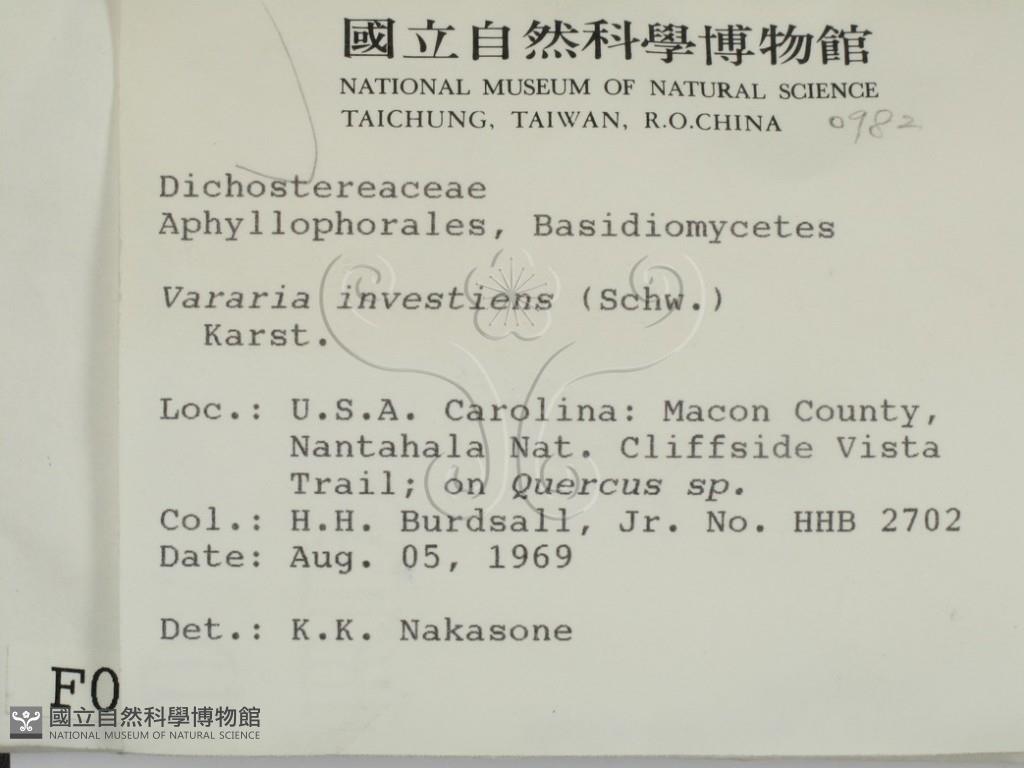 國立自然科學博物館
NATIONAL MUSEUM OF NATURAL SCIENCE
TAICHUNG, TAIWAN, R.O.CHINA 0982
Dichostereaceae
Aphyllophorales, Basidiomycetes
Vararia investiens (Schw.)
Karst.
Loc.: U.S.A. Carolina: Macon County,
Nantahala Nat. Cliffside Vista
Trail; on Quercus sp.
Col.: H.H. Burdsall, Jr. No. HHB 2702
Date: Aug. 05, 1969
Det.: K.K. Nakasone
F0
國立自然科學博物館
NATIONAL MUSEUM OF NATURAL SCIENCE